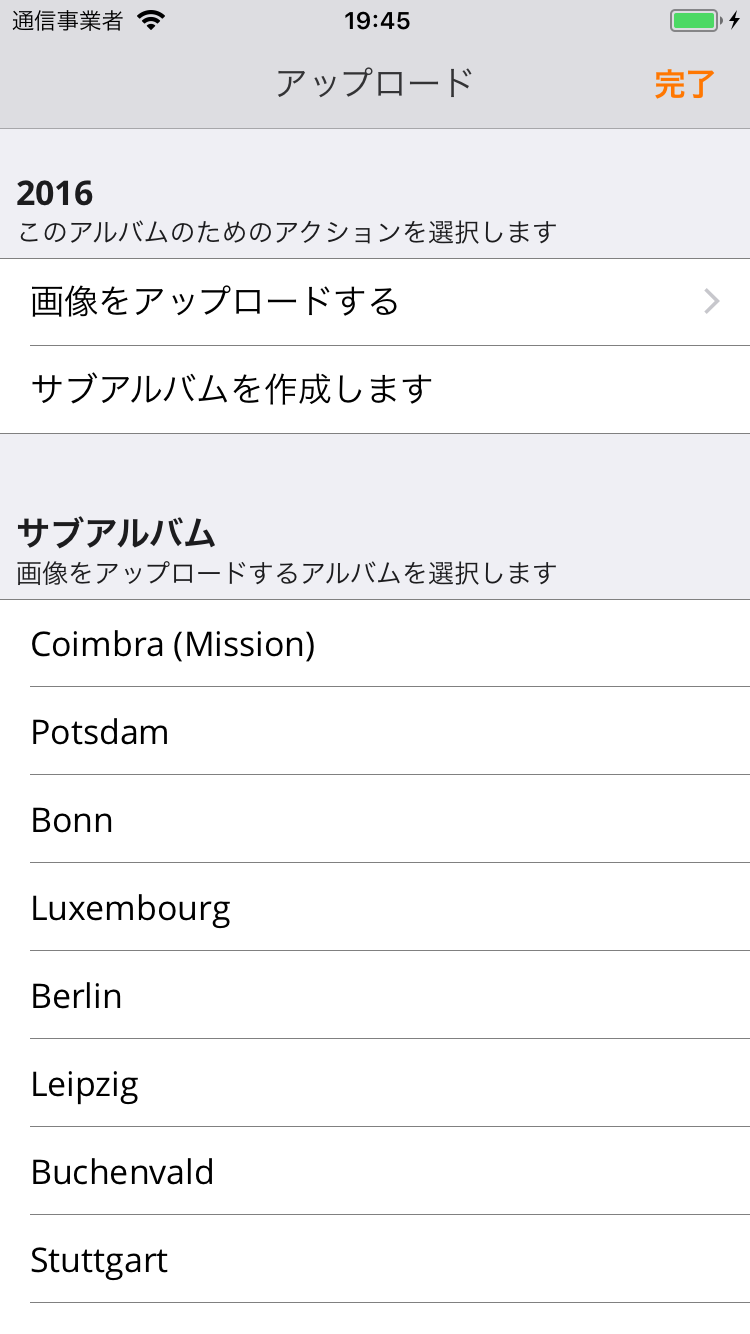 通信事業者 19:45
アップロード 完了
2016
このアルバムのためのアクションを選択します
画像をアップロードする
サブアルバムを作成します
サブアルバム
画像をアップロードするアルバムを選択します
Coimbra (Mission)
Potsdam
Bonn
Luxembourg
Berlin
Leipzig
Buchenvald
Stuttgart